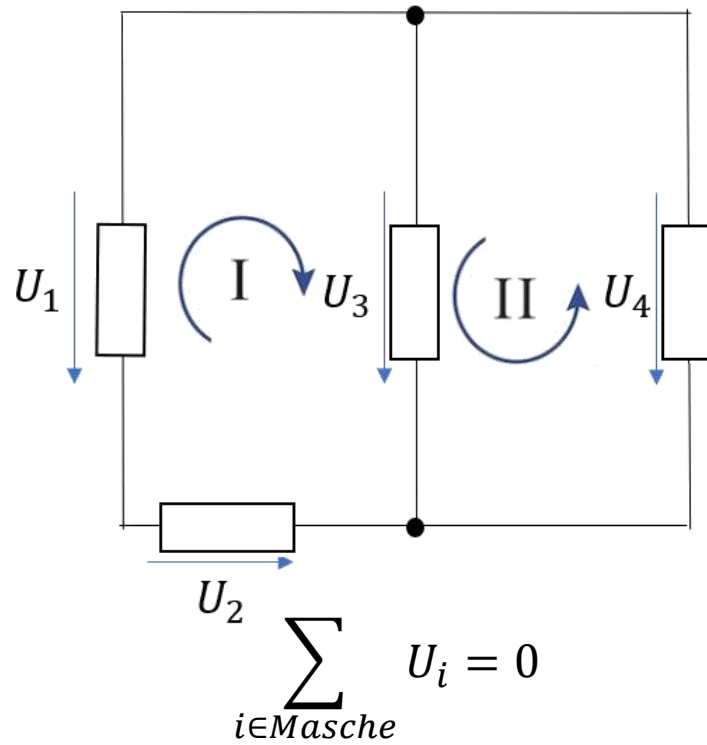 U₁ I U₃ II U₄
U₂
∑ Uᵢ = 0
i∈Masche